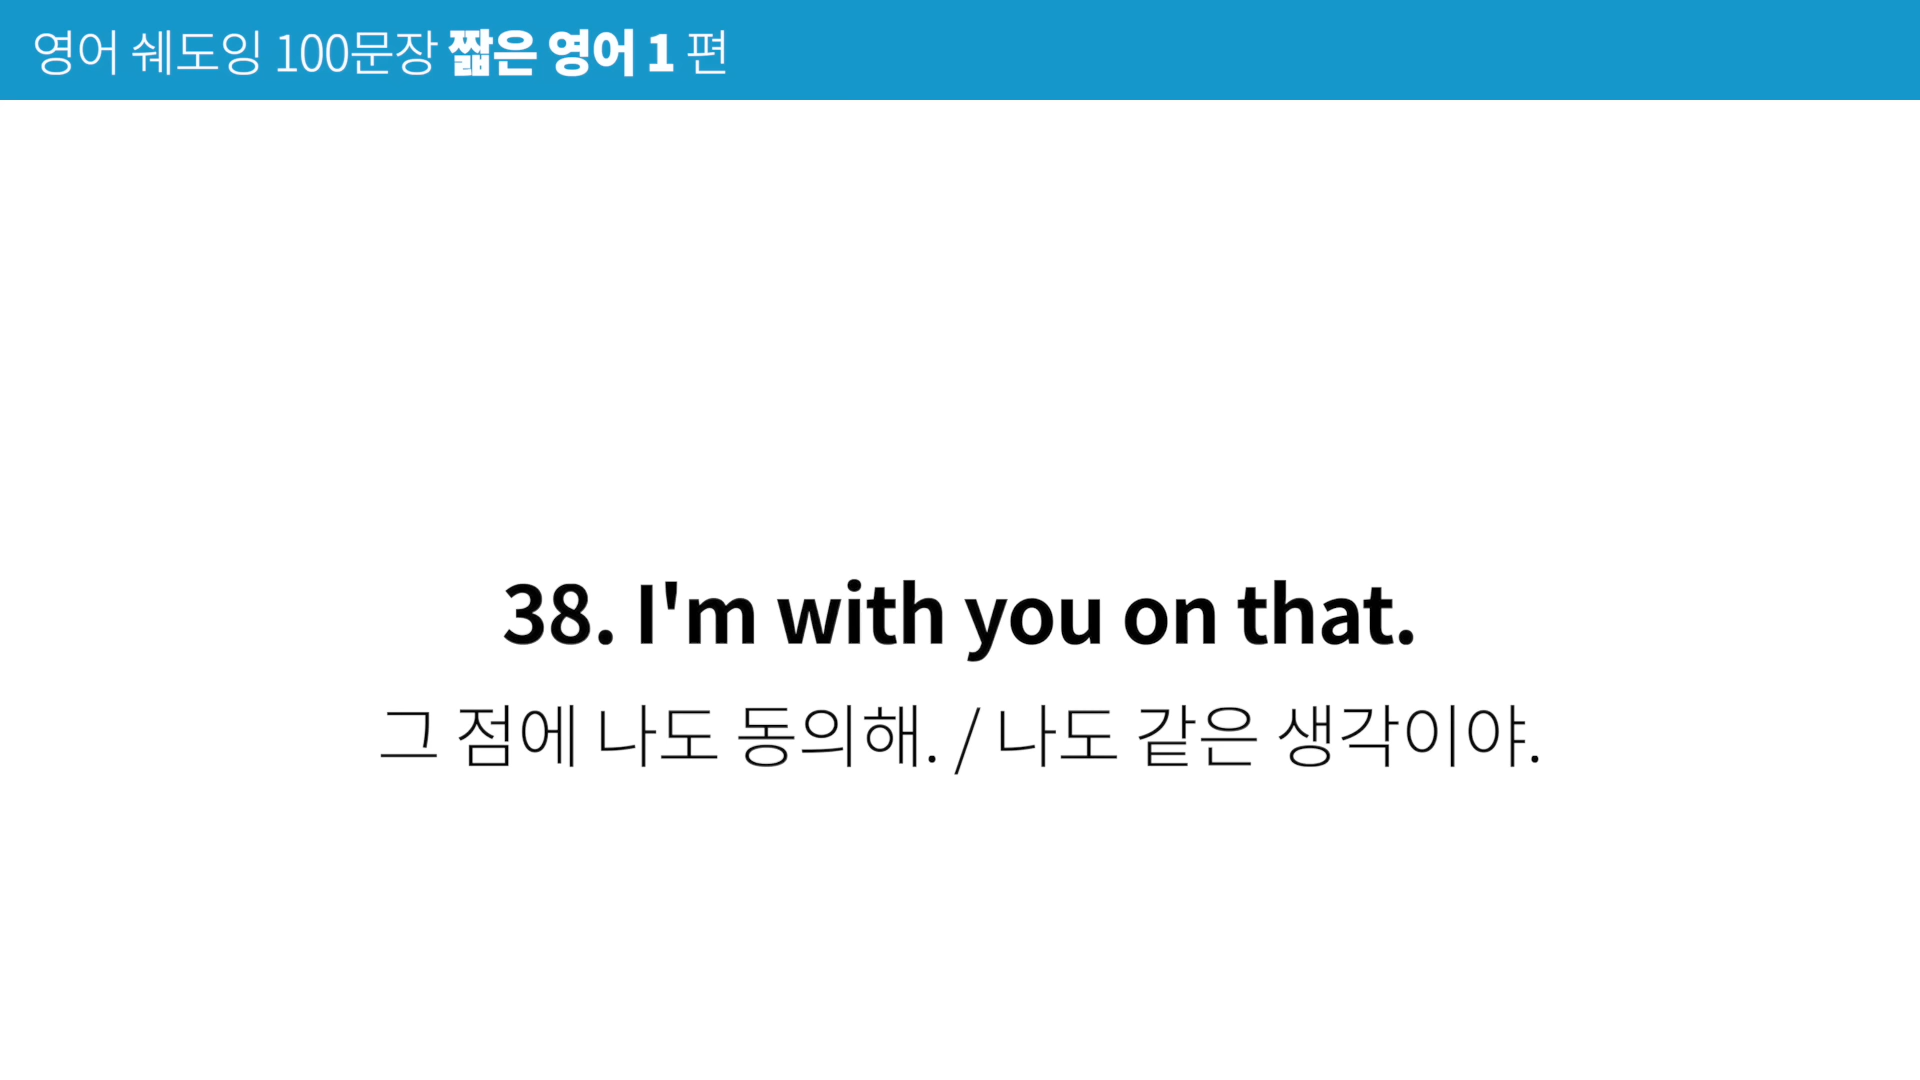 영어 쉐도잉 100문장 짧은 영어 1 편
38. I'm with you on that.
그 점에 나도 동의해. / 나도 같은 생각이야.